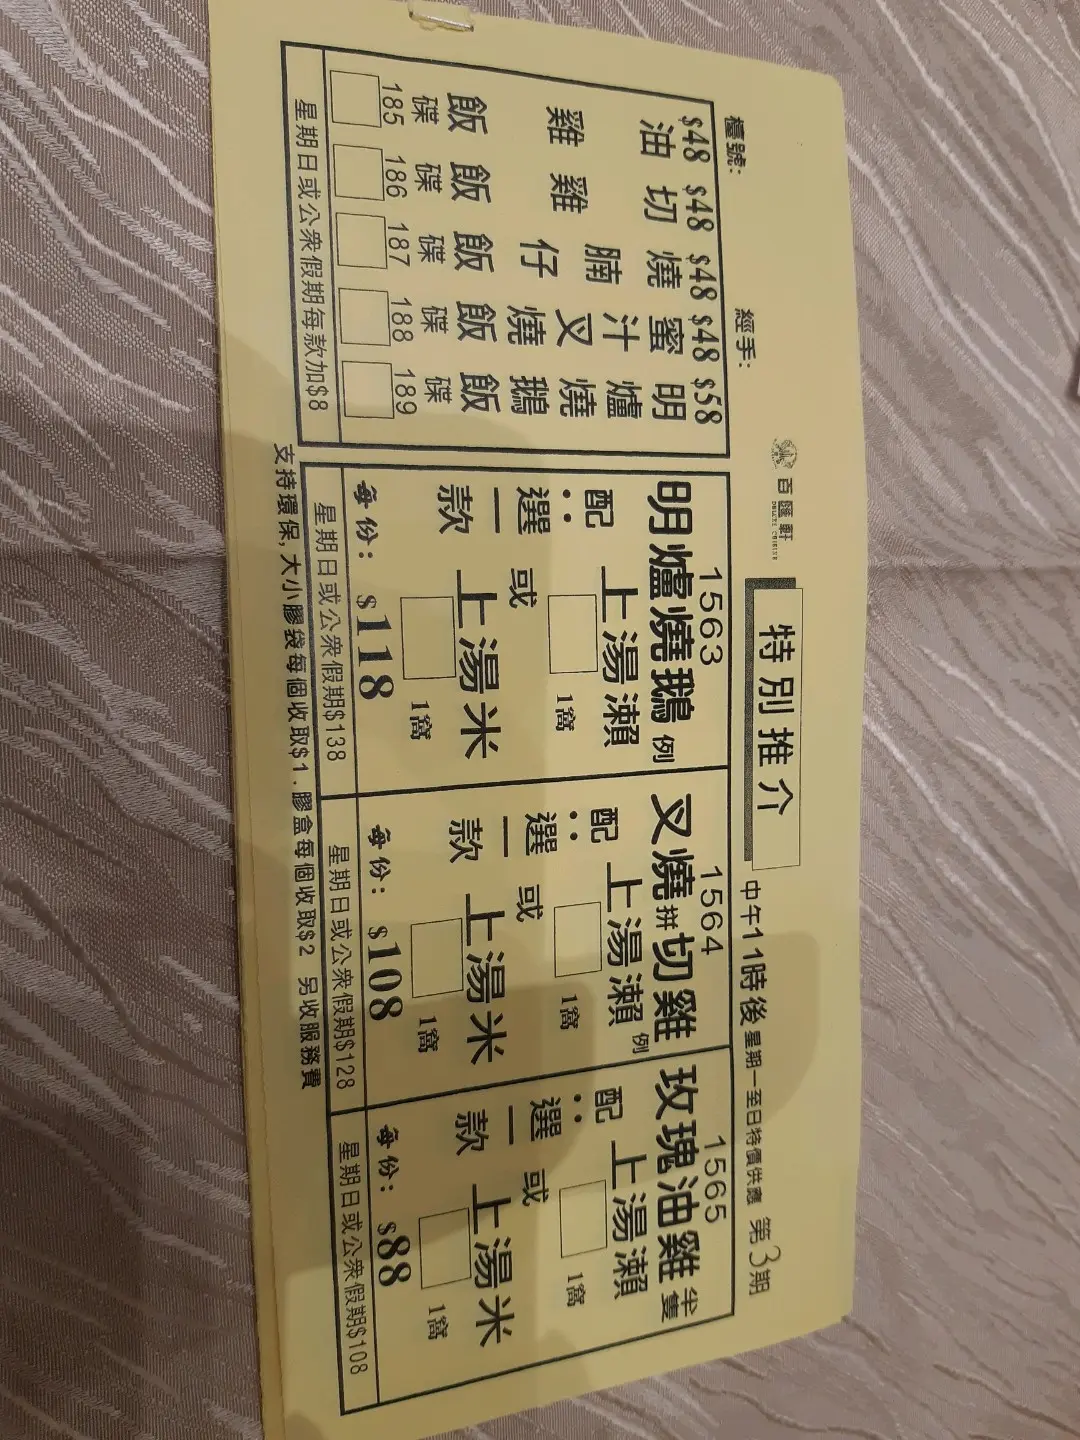 百匯軒
DELUXE CUISINE
檯號:
經手:
特別推介
中午11時後 星期一至日特價供應 第3期
$48 油雞飯 碟 185
$48 切雞飯 碟 186
$48 燒腩仔飯 碟 187
$48 蜜汁叉燒飯 碟 188
$58 明爐燒鵝飯 碟 189
星期日或公眾假期每款加$8
1563
明爐燒鵝 例
配: 上湯瀨 1窩
選一款 或 上湯米 1窩
每份: $118
星期日或公眾假期$138
1564
叉燒拼切雞 例
配: 上湯瀨 1窩
選一款 或 上湯米 1窩
每份: $108
星期日或公眾假期$128
1565
玫瑰油雞 半隻
配: 上湯瀨 1窩
選一款 或 上湯米 1窩
每份: $88
星期日或公眾假期$108
支持環保,大小膠袋每個收取$1.膠盒每個收取$2 另收服務費